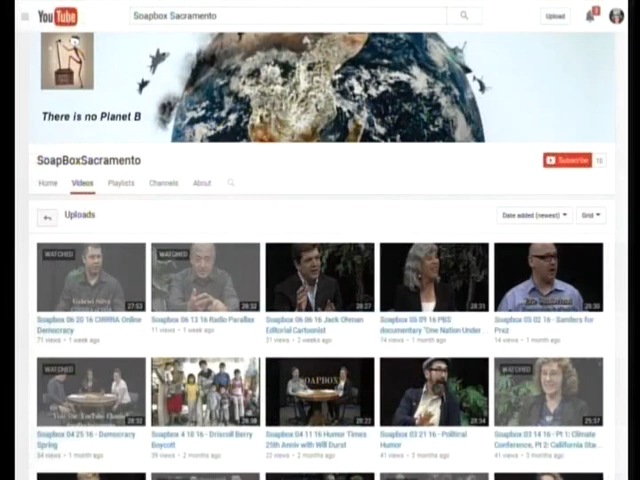 YouTube
Soapbox Sacramento
Upload
There is no Planet B
SoapBoxSacramento
Subscribe
Home Videos Playlists Channels About
Uploads
Date added (newest) Grid
WATCHED
27:53
WATCHED
28:32
28:27
28:31
28:50
Soapbox 06 20 16 CIRRRA Online
Democracy
71 views • 1 week ago
Soapbox 06 13 16 Radio Parallax
11 views • 1 week ago
Soapbox 06 06 16 Jack Ohman
Editorial Cartoonist
31 views • 2 weeks ago
PBS
documentary "One Nation Under ...
74 views • 1 month ago
Soapbox 05 02 16 - Sanders for
Prez
14 views • 1 month ago
WATCHED
28:32
28:58
SOAPBOX
28:22
28:34
WATCHED
25:57
Soapbox 04 25 16 - Democracy
Spring
views • 1 month ago
Soapbox 4 18 16 - Driscoll Berry
Boycott
39 views • 2 months ago
Soapbox 04 11 16 Humor Times
25th Anniv with Will Durst
22 views • 2 months ago
Soapbox 03 21 16 - Political
Humor
41 views • 3 months ago
Soapbox 03 14 16 - Pt 1: Climate
Conference, Pt 2: California Sta...
41 views • 3 months ago